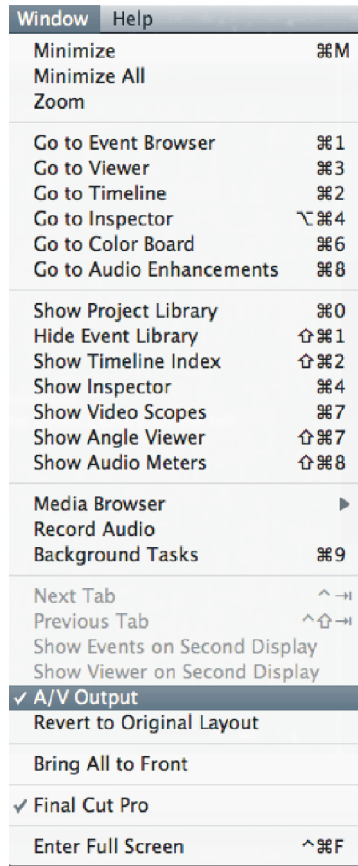 Window Help
Minimize ⌘M
Minimize All
Zoom
Go to Event Browser ⌘1
Go to Viewer ⌘3
Go to Timeline ⌘2
Go to Inspector ⌥⌘4
Go to Color Board ⌘6
Go to Audio Enhancements ⌘8
Show Project Library ⌘0
Hide Event Library ⇧⌘1
Show Timeline Index ⇧⌘2
Show Inspector ⌘4
Show Video Scopes ⌘7
Show Angle Viewer ⇧⌘7
Show Audio Meters ⇧⌘8
Media Browser ▶
Record Audio
Background Tasks ⌘9
Next Tab ^⇥
Previous Tab ^⇧⇥
Show Events on Second Display
Show Viewer on Second Display
✓ A/V Output
Revert to Original Layout
Bring All to Front
✓ Final Cut Pro
Enter Full Screen ^⌘F